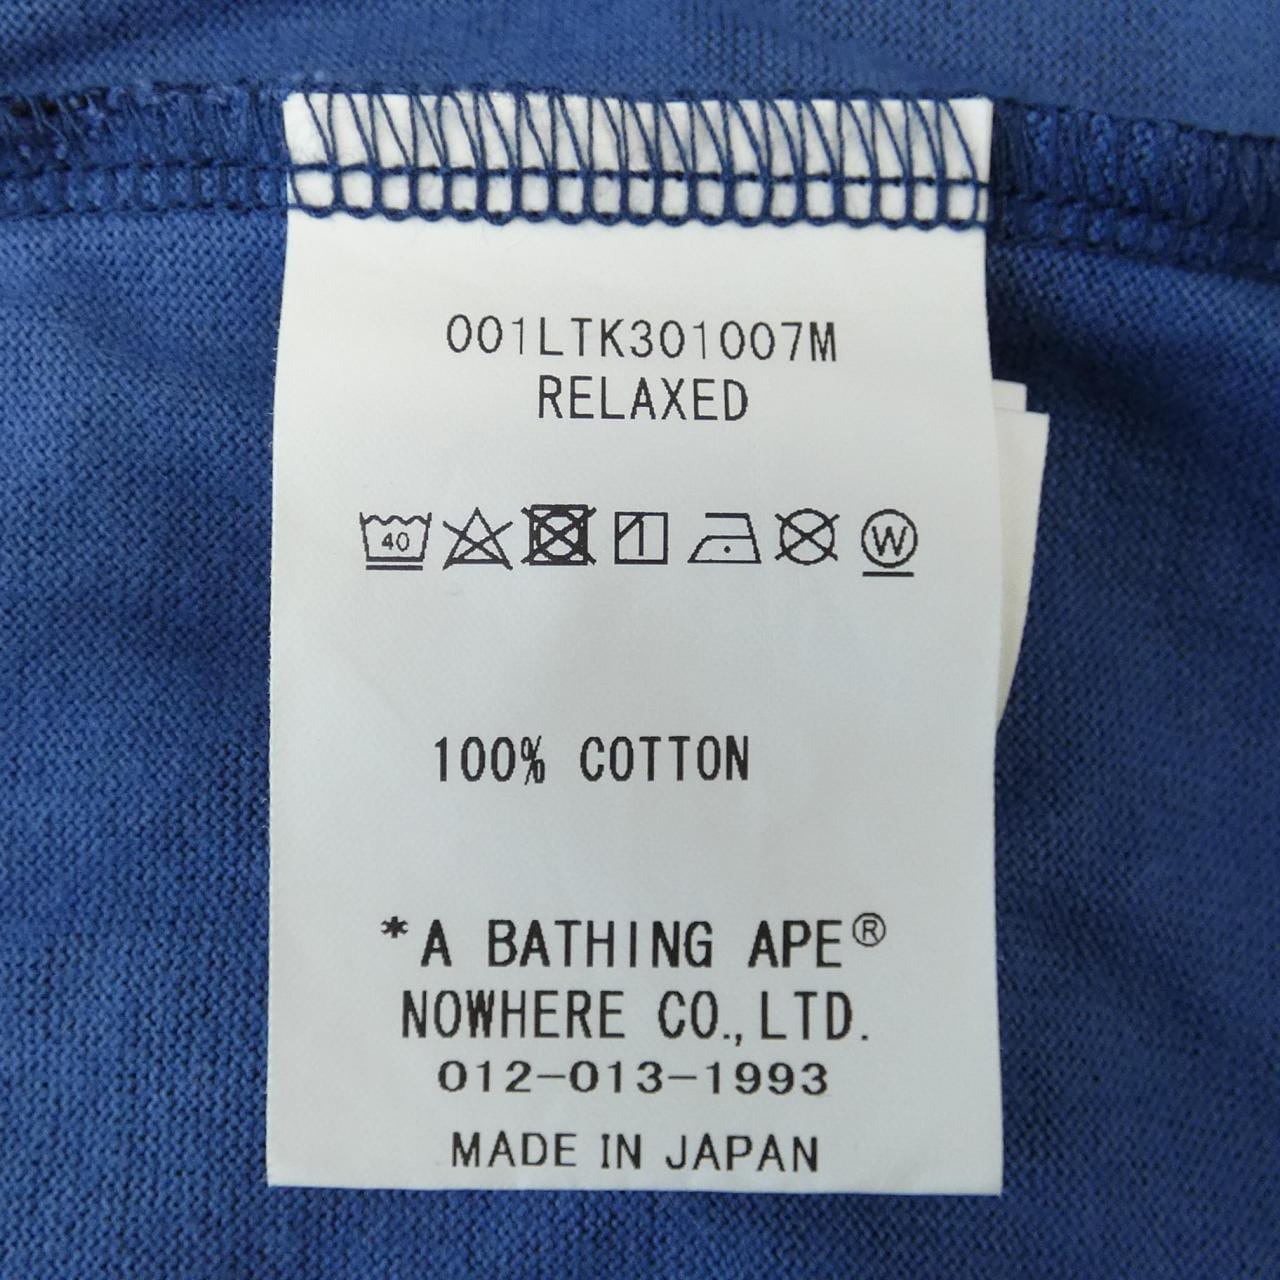 001LTK301007M
RELAXED
40 W
100% COTTON
*A BATHING APE®
NOWHERE CO., LTD.
012-013-1993
MADE IN JAPAN